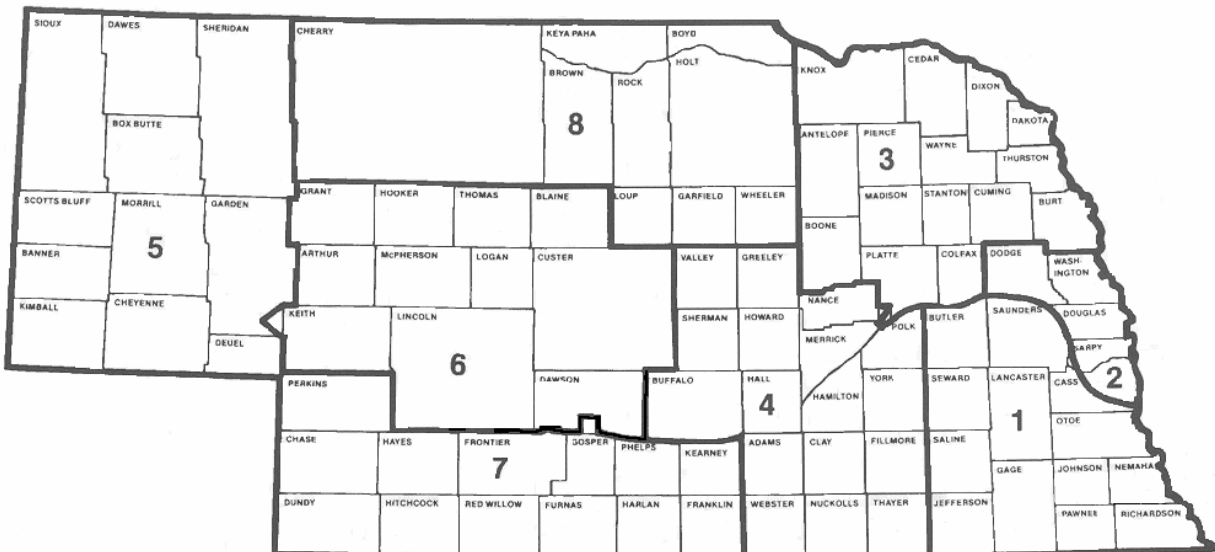 SIOUX DAWES SHERIDAN CHERRY KEYA PAHA BOYD
HOLT
KNOX CEDAR
BROWN ROCK DIXON
BOX BUTTE 8 DAKOTA
ANTELOPE PIERCE
3 WAYNE
THURSTON
GRANT HOOKER THOMAS BLAINE LOUP GARFIELD WHEELER MADISON STANTON CUMING
SCOTTS BLUFF MORRILL GARDEN BURT
BOONE
5
BANNER ARTHUR McPHERSON LOGAN CUSTER VALLEY GREELEY PLATTE COLFAX DODGE WASH-
INGTON
KIMBALL CHEYENNE NANCE
KEITH LINCOLN SHERMAN HOWARD BUTLER SAUNDERS DOUGLAS
POLK
MERRICK
DEUEL SARPY
6 2
PERKINS DAWSON BUFFALO HALL YORK SEWARD LANCASTER CASS
4 HAMILTON
1 OTOE
CHASE HAYES FRONTIER GOSPER PHELPS KEARNEY ADAMS CLAY FILLMORE SALINE
7
GAGE JOHNSON NEMAHA
DUNDY HITCHCOCK RED WILLOW FURNAS HARLAN FRANKLIN WEBSTER NUCKOLLS THAYER JEFFERSON
PAWNEE RICHARDSON